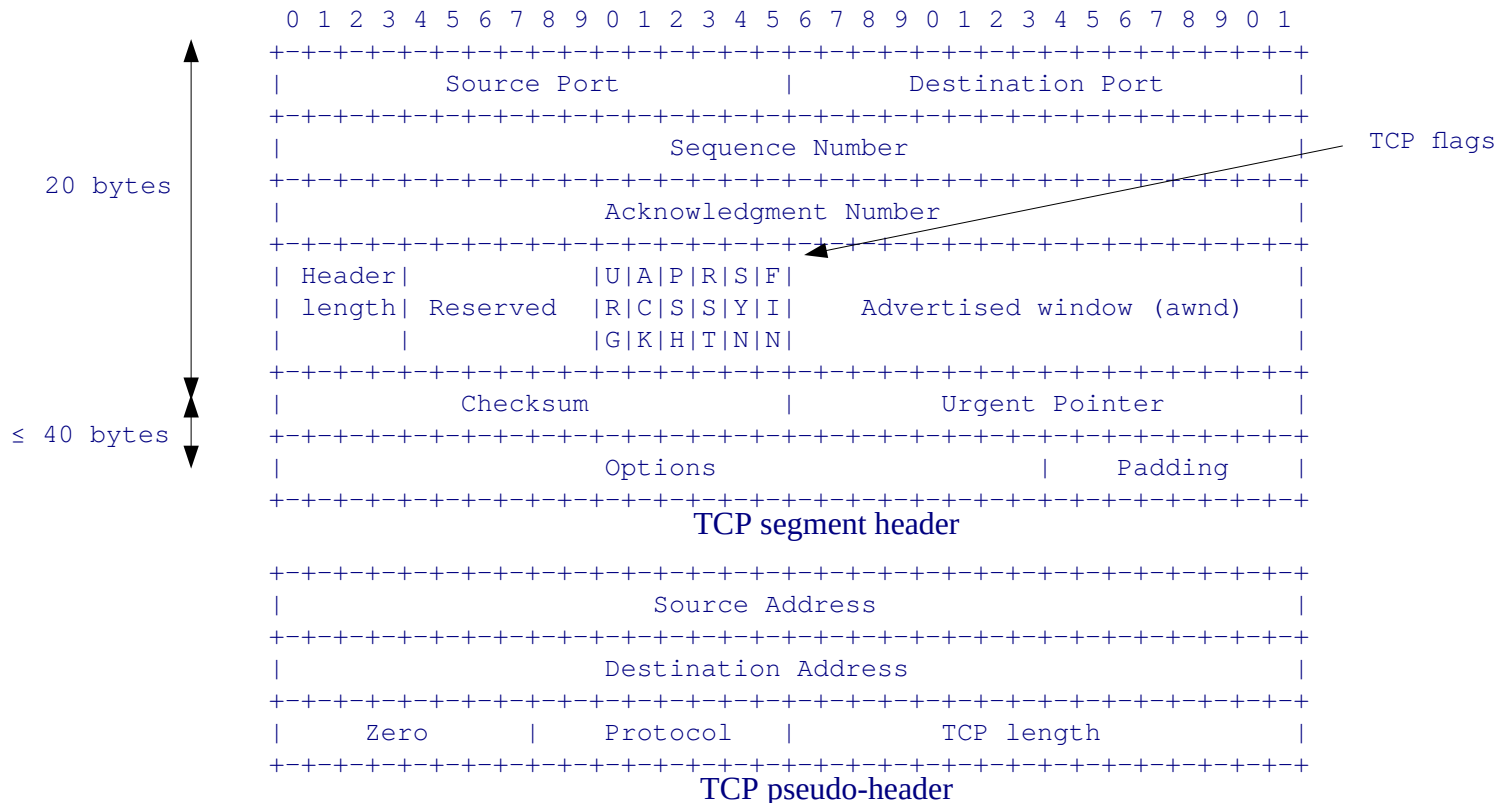 0 1 2 3 4 5 6 7 8 9 0 1 2 3 4 5 6 7 8 9 0 1 2 3 4 5 6 7 8 9 0 1
+-+-+-+-+-+-+-+-+-+-+-+-+-+-+-+-+-+-+-+-+-+-+-+-+-+-+-+-+-+-+-+-+
| Source Port | Destination Port |
+-+-+-+-+-+-+-+-+-+-+-+-+-+-+-+-+-+-+-+-+-+-+-+-+-+-+-+-+-+-+-+-+
| Sequence Number |
TCP flags
20 bytes
+-+-+-+-+-+-+-+-+-+-+-+-+-+-+-+-+-+-+-+-+-+-+-+-+-+-+-+-+-+-+-+-+
| Acknowledgment Number |
+-+-+-+-+-+-+-+-+-+-+-+-+-+-+-+-+-+-+-+-+-+-+-+-+-+-+-+-+-+-+-+-+
| Header| |U|A|P|R|S|F| |
| length| Reserved |R|C|S|S|Y|I| Advertised window (awnd) |
| | |G|K|H|T|N|N| |
+-+-+-+-+-+-+-+-+-+-+-+-+-+-+-+-+-+-+-+-+-+-+-+-+-+-+-+-+-+-+-+-+
| Checksum | Urgent Pointer |
≤ 40 bytes
+-+-+-+-+-+-+-+-+-+-+-+-+-+-+-+-+-+-+-+-+-+-+-+-+-+-+-+-+-+-+-+-+
| Options | Padding |
+-+-+-+-+-+-+-+-+-+-+-+-+-+-+-+-+-+-+-+-+-+-+-+-+-+-+-+-+-+-+-+-+
TCP segment header
+-+-+-+-+-+-+-+-+-+-+-+-+-+-+-+-+-+-+-+-+-+-+-+-+-+-+-+-+-+-+-+-+
| Source Address |
+-+-+-+-+-+-+-+-+-+-+-+-+-+-+-+-+-+-+-+-+-+-+-+-+-+-+-+-+-+-+-+-+
| Destination Address |
+-+-+-+-+-+-+-+-+-+-+-+-+-+-+-+-+-+-+-+-+-+-+-+-+-+-+-+-+-+-+-+-+
| Zero | Protocol | TCP length |
+-+-+-+-+-+-+-+-+-+-+-+-+-+-+-+-+-+-+-+-+-+-+-+-+-+-+-+-+-+-+-+-+
TCP pseudo-header